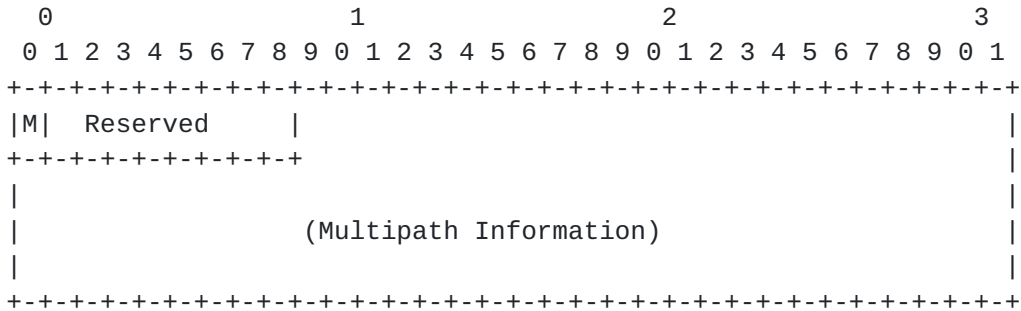 0                   1                   2                   3
 0 1 2 3 4 5 6 7 8 9 0 1 2 3 4 5 6 7 8 9 0 1 2 3 4 5 6 7 8 9 0 1
+-+-+-+-+-+-+-+-+-+-+-+-+-+-+-+-+-+-+-+-+-+-+-+-+-+-+-+-+-+-+-+-+
|M|  Reserved     |                                             |
+-+-+-+-+-+-+-+-+-+                                             |
|                                                               |
|                  (Multipath Information)                      |
|                                                               |
+-+-+-+-+-+-+-+-+-+-+-+-+-+-+-+-+-+-+-+-+-+-+-+-+-+-+-+-+-+-+-+-+